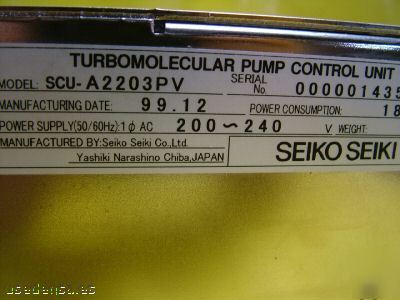 TURBOMOLECULAR PUMP CONTROL UNIT
MODEL: SCU-A2203PV SERIAL No. 000001435
MANUFACTURING DATE: 99.12 POWER CONSUMPTION: 18
POWER SUPPLY(50/60Hz): 1ϕ AC 200~240 V. WEIGHT:
MANUFACTURED BY: Seiko Seiki Co.,Ltd.
Yashiki Narashino Chiba, JAPAN
SEIKO SEIKI